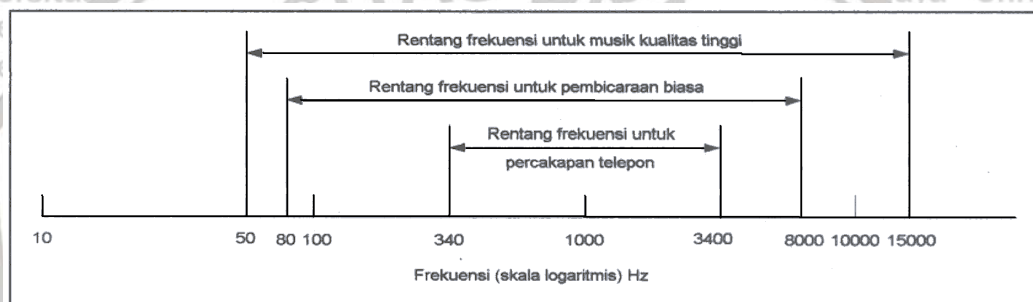 Rentang frekuensi untuk musik kualitas tinggi
Rentang frekuensi untuk pembicaraan biasa
Rentang frekuensi untuk
percakapan telepon
10 50 80 100 340 1000 3400 8000 10000 15000
Frekuensi (skala logaritmis) Hz